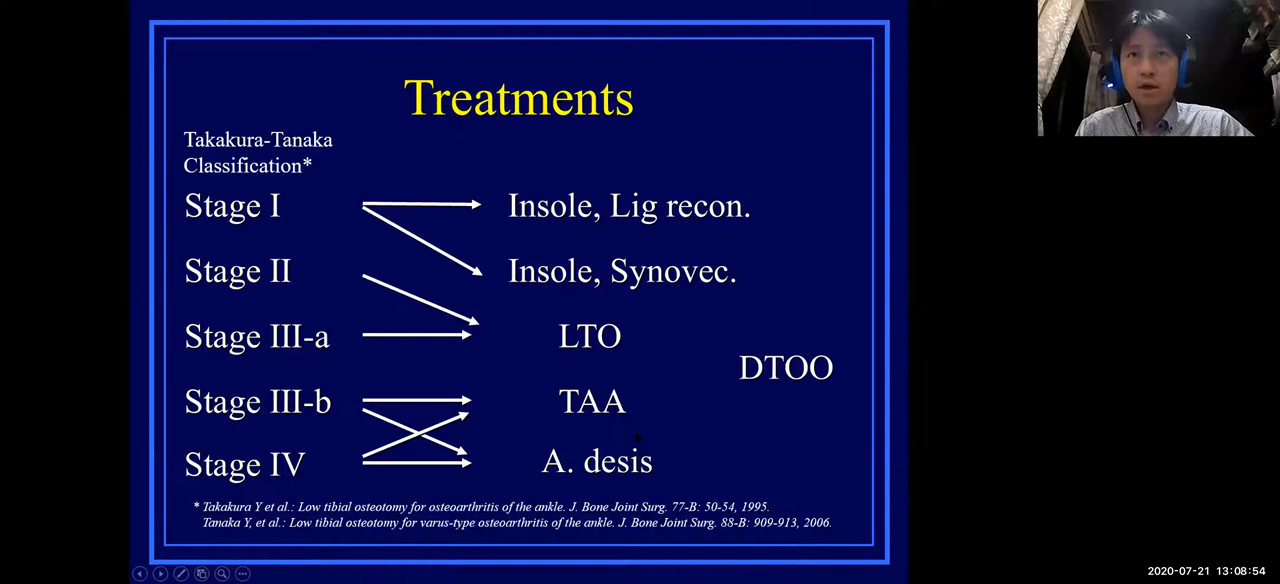 Treatments
Takakura-Tanaka
Classification*
Stage I
Insole, Lig recon.
Stage II
Insole, Synovec.
Stage III-a
LTO
DTOO
Stage III-b
TAA
Stage IV
A. desis
* Takakura Y et al.: Low tibial osteotomy for osteoarthritis of the ankle. J. Bone Joint Surg. 77-B: 50-54, 1995.
Tanaka Y, et al.: Low tibial osteotomy for varus-type osteoarthritis of the ankle. J. Bone Joint Surg. 88-B: 909-913, 2006.
2020-07-21 13:08:54